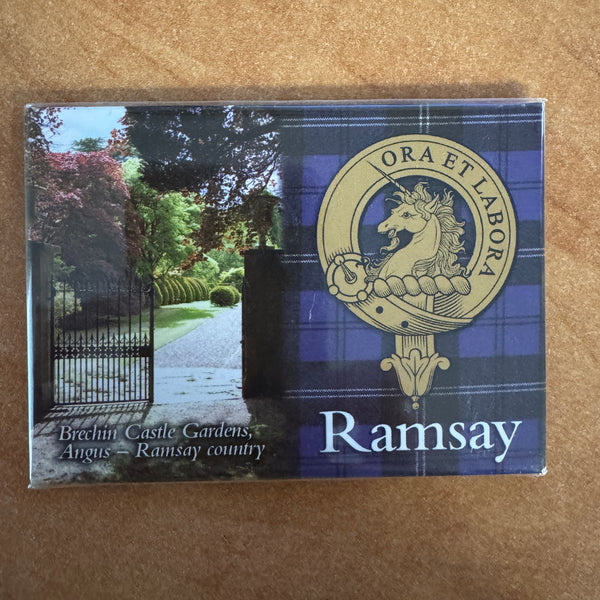 ORA ET LABORA
Brechin Castle Gardens,
Angus – Ramsay country
Ramsay